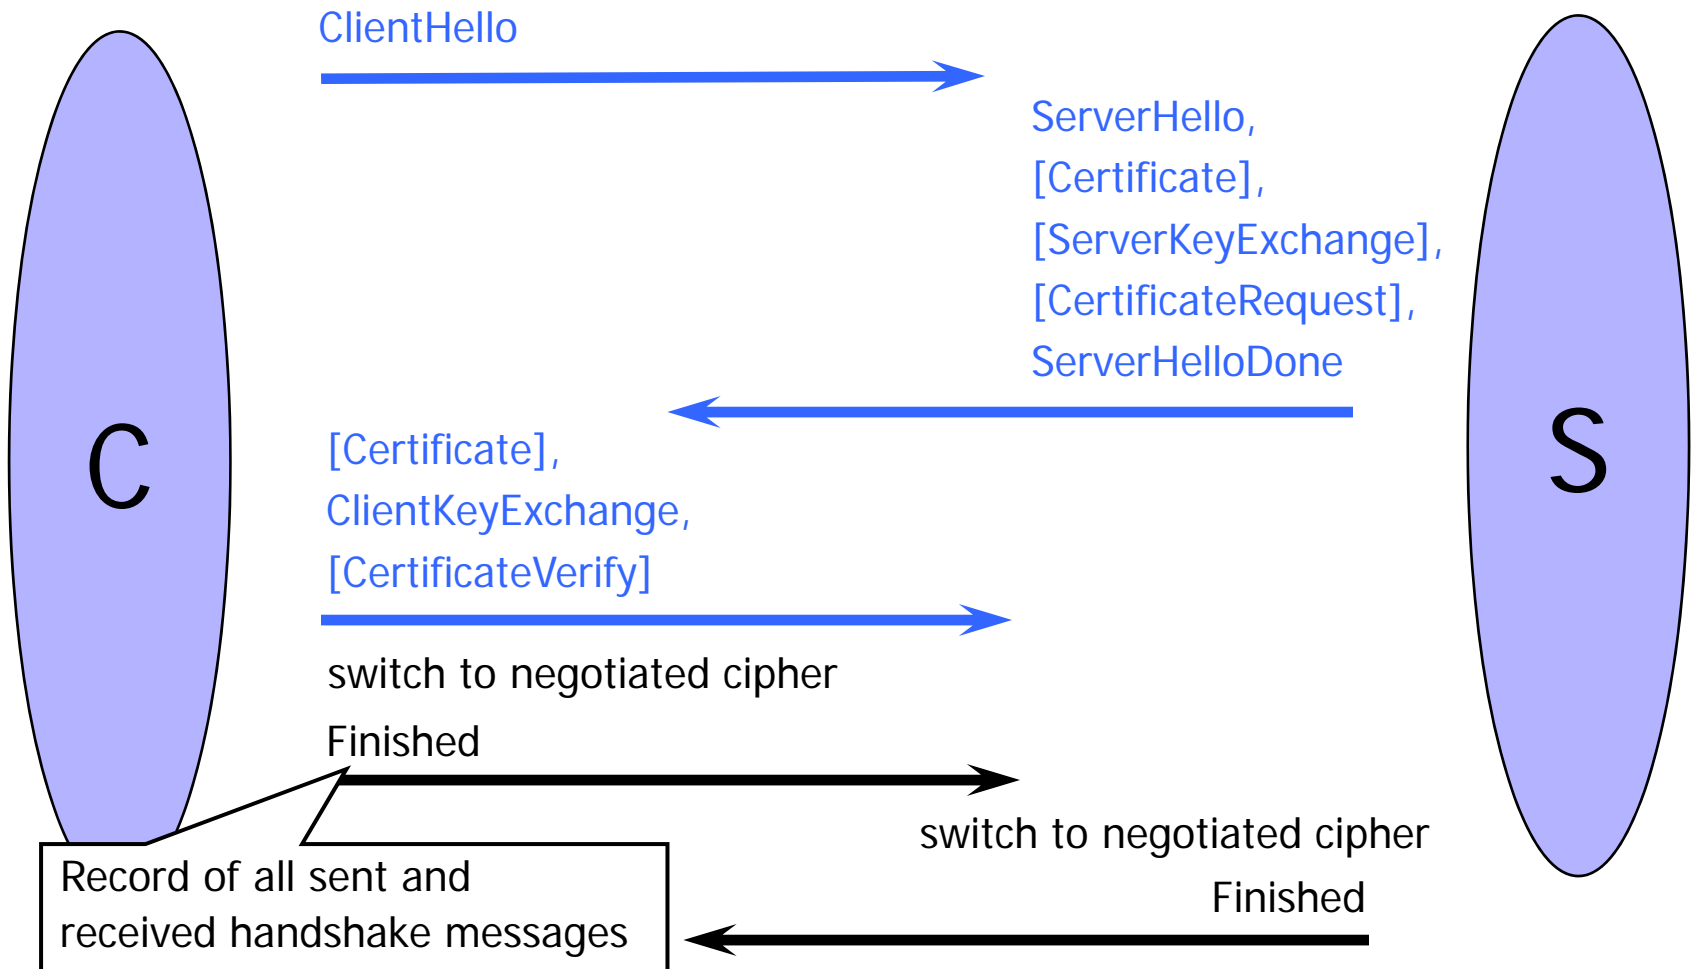 ClientHello
ServerHello,
[Certificate],
[ServerKeyExchange],
[CertificateRequest],
ServerHelloDone
C
S
[Certificate],
ClientKeyExchange,
[CertificateVerify]
switch to negotiated cipher
Finished
switch to negotiated cipher
Finished
Record of all sent and
received handshake messages